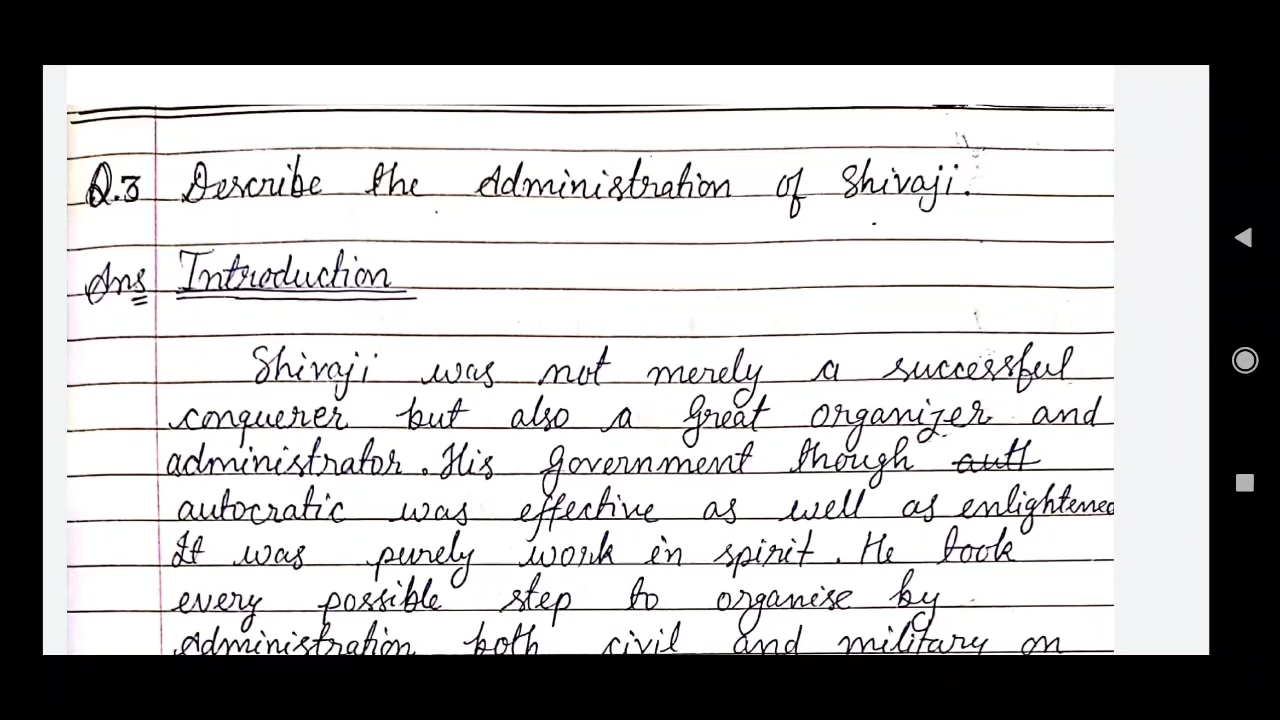 Q.3 Describe the Administration of Shivaji.
Ans Introduction
Shivaji was not merely a successful
conquerer but also a great organizer and
administrator. His government though autt
autocratic was effective as well as enlightened
It was purely work in spirit. He took
every possible step to organise by
administration both civil and military on